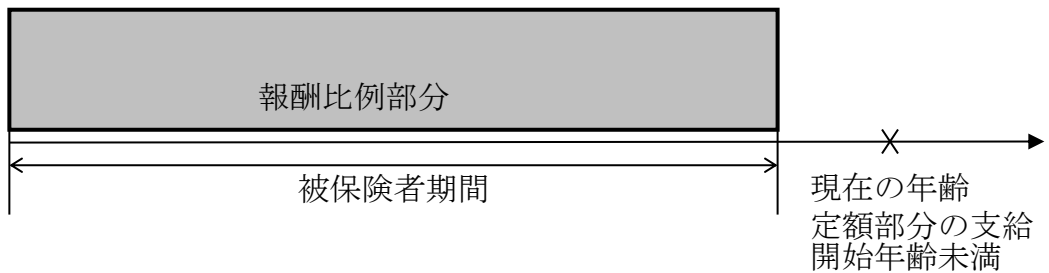 報酬比例部分
被保険者期間
現在の年齢
定額部分の支給
開始年齢未満